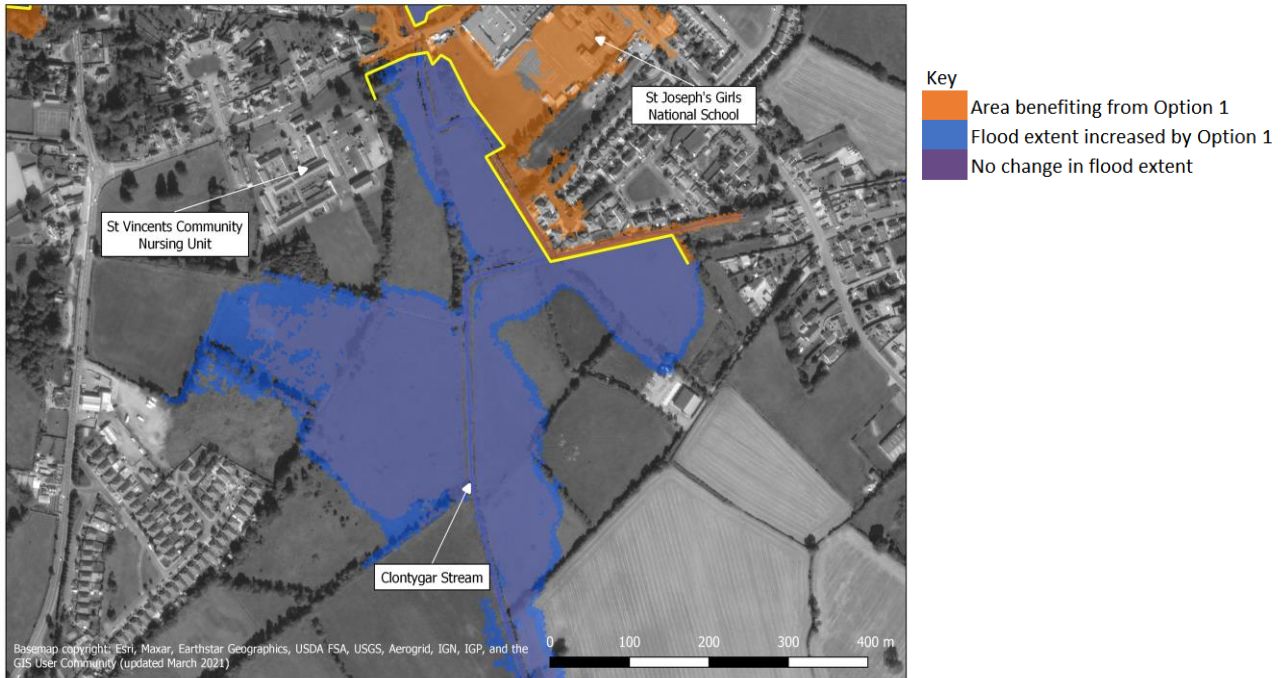 St Joseph's Girls
National School
St Vincents Community
Nursing Unit
Clontygar Stream
Basemap copyright: Esri, Maxar, Earthstar Geographics, USDA FSA, USGS, Aerogrid, IGN, IGP, and the
GIS User Community (updated March 2021)
0 100 200 300 400 m
Key
Area benefiting from Option 1
Flood extent increased by Option 1
No change in flood extent